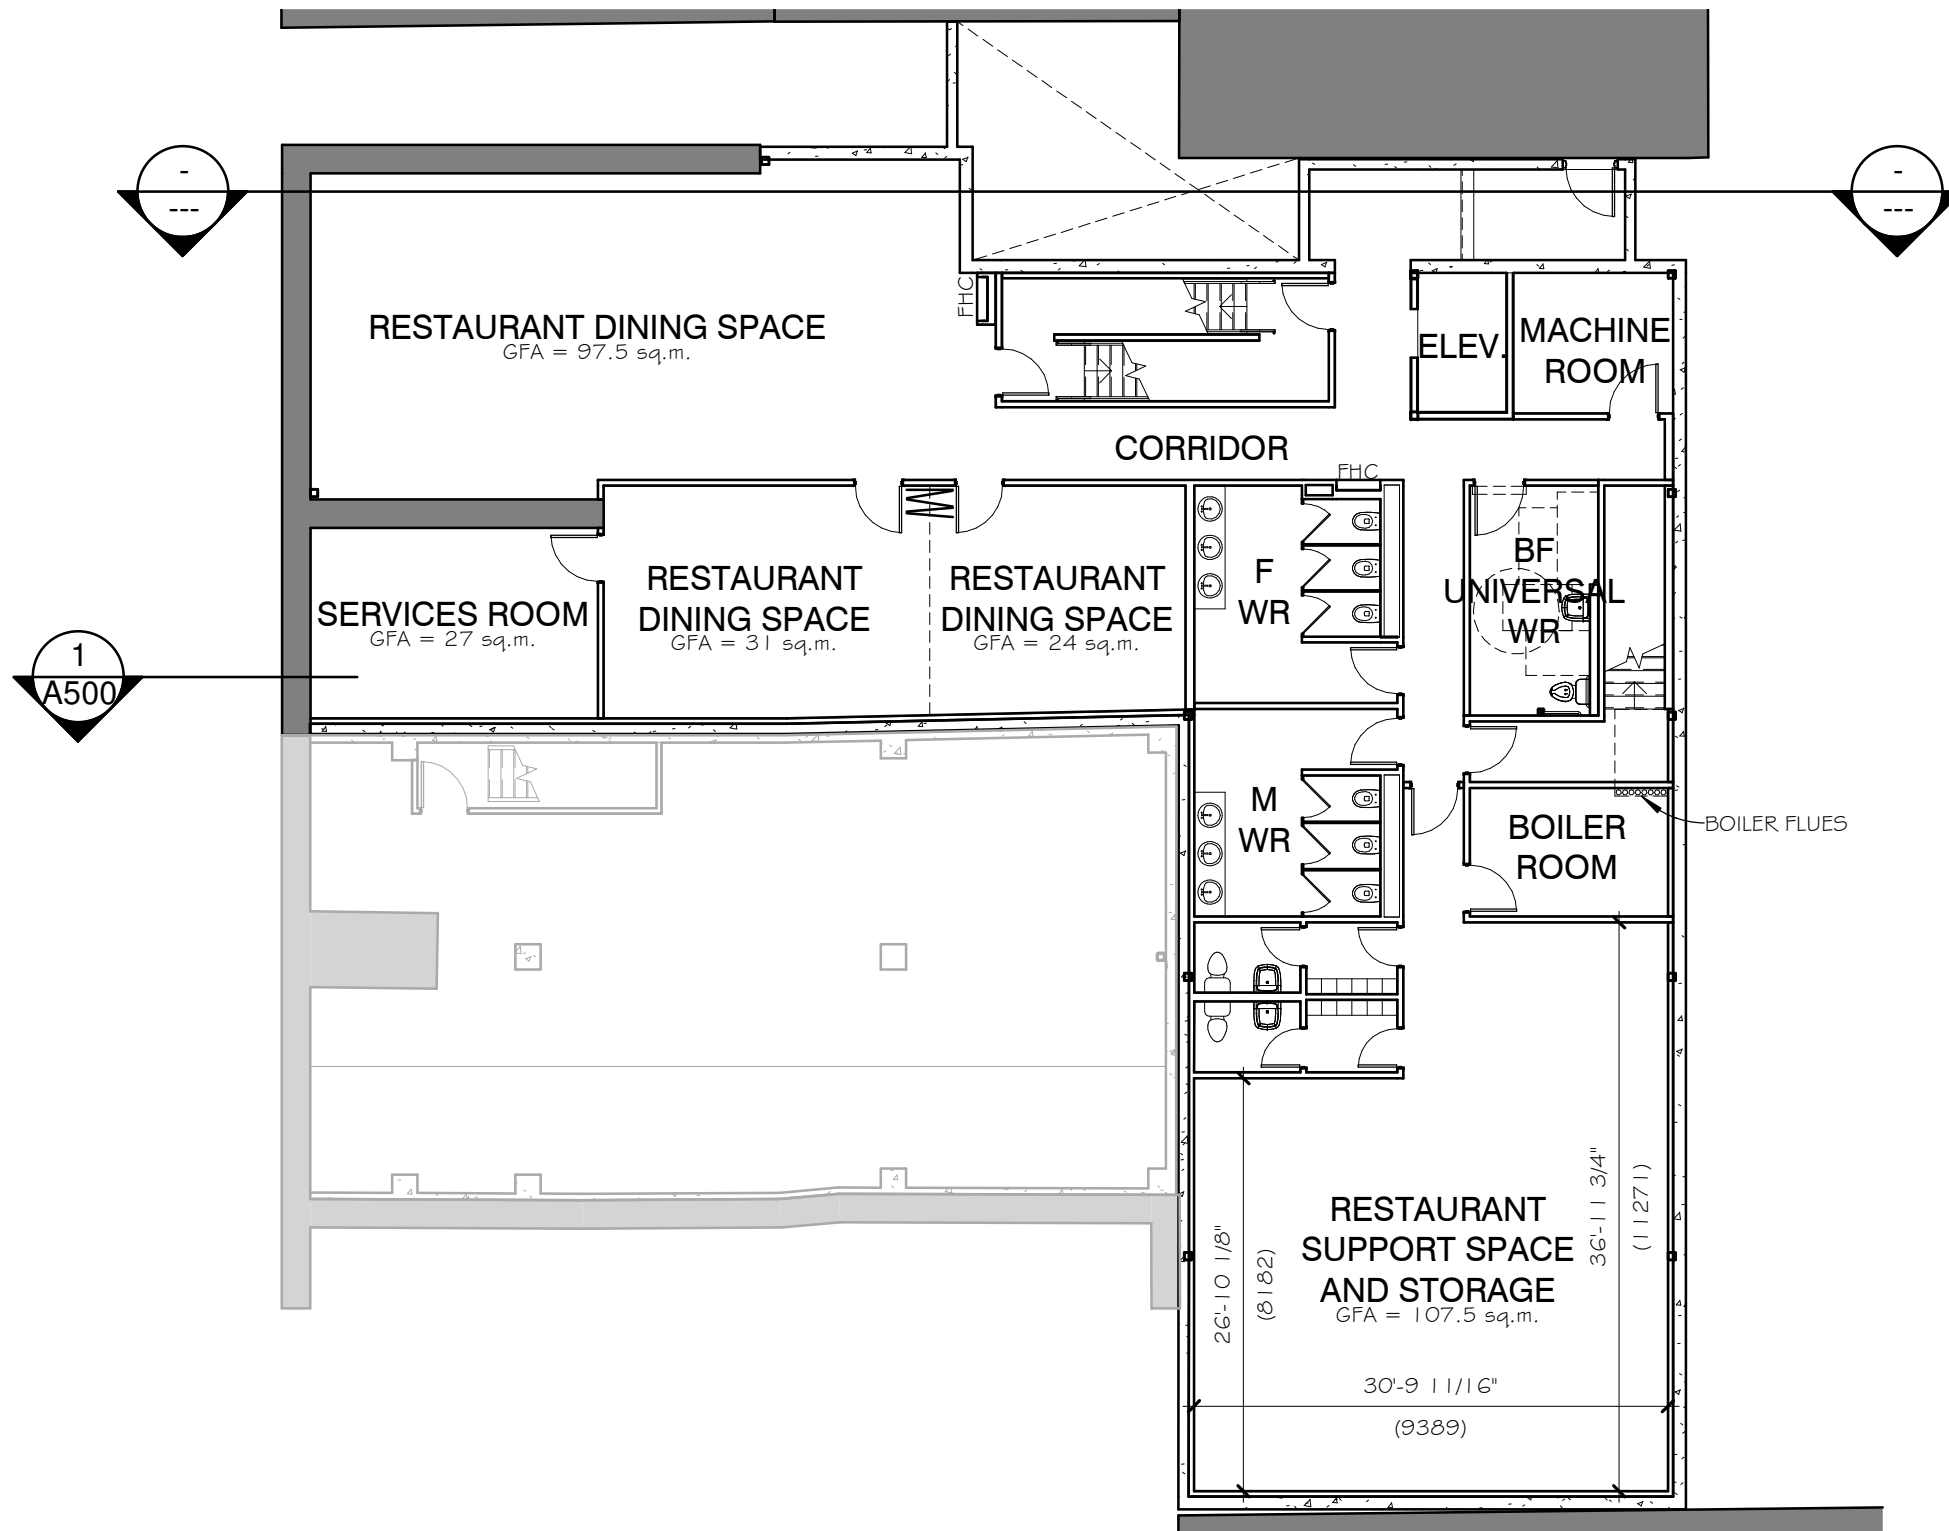 -
---
-
---
FHC
RESTAURANT DINING SPACE
GFA = 97.5 sq.m.
ELEV.
MACHINE
ROOM
CORRIDOR
FHC
SERVICES ROOM
GFA = 27 sq.m.
RESTAURANT
DINING SPACE
GFA = 31 sq.m.
RESTAURANT
DINING SPACE
GFA = 24 sq.m.
F
WR
BF
UNIVERSAL
WR
1
A500
M
WR
BOILER
ROOM
BOILER FLUES
RESTAURANT
SUPPORT SPACE
AND STORAGE
GFA = 107.5 sq.m.
26'-10 1/8"
(8182)
36'-11 3/4"
(11271)
30'-9 11/16"
(9389)